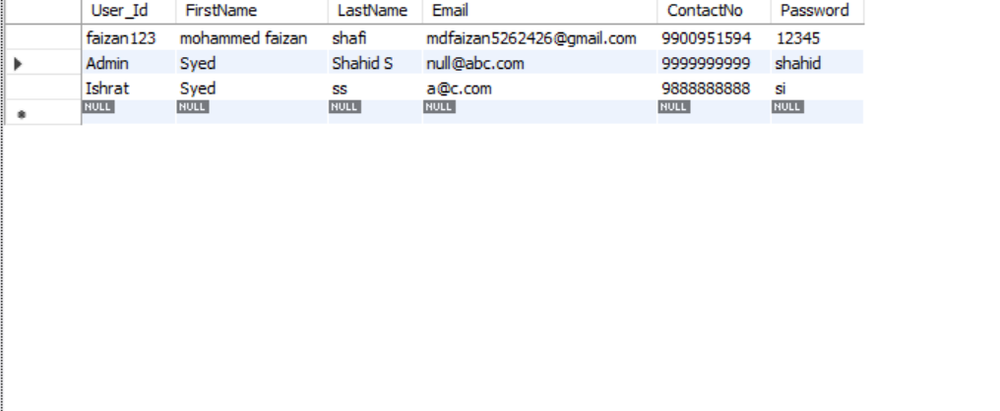 User_Id FirstName LastName Email ContactNo Password
faizan123 mohammed faizan shafi mdfaizan5262426@gmail.com 9900951594 12345
Admin Syed Shahid S null@abc.com 9999999999 shahid
Ishrat Syed ss a@c.com 9888888888 si
NULL NULL NULL NULL NULL NULL